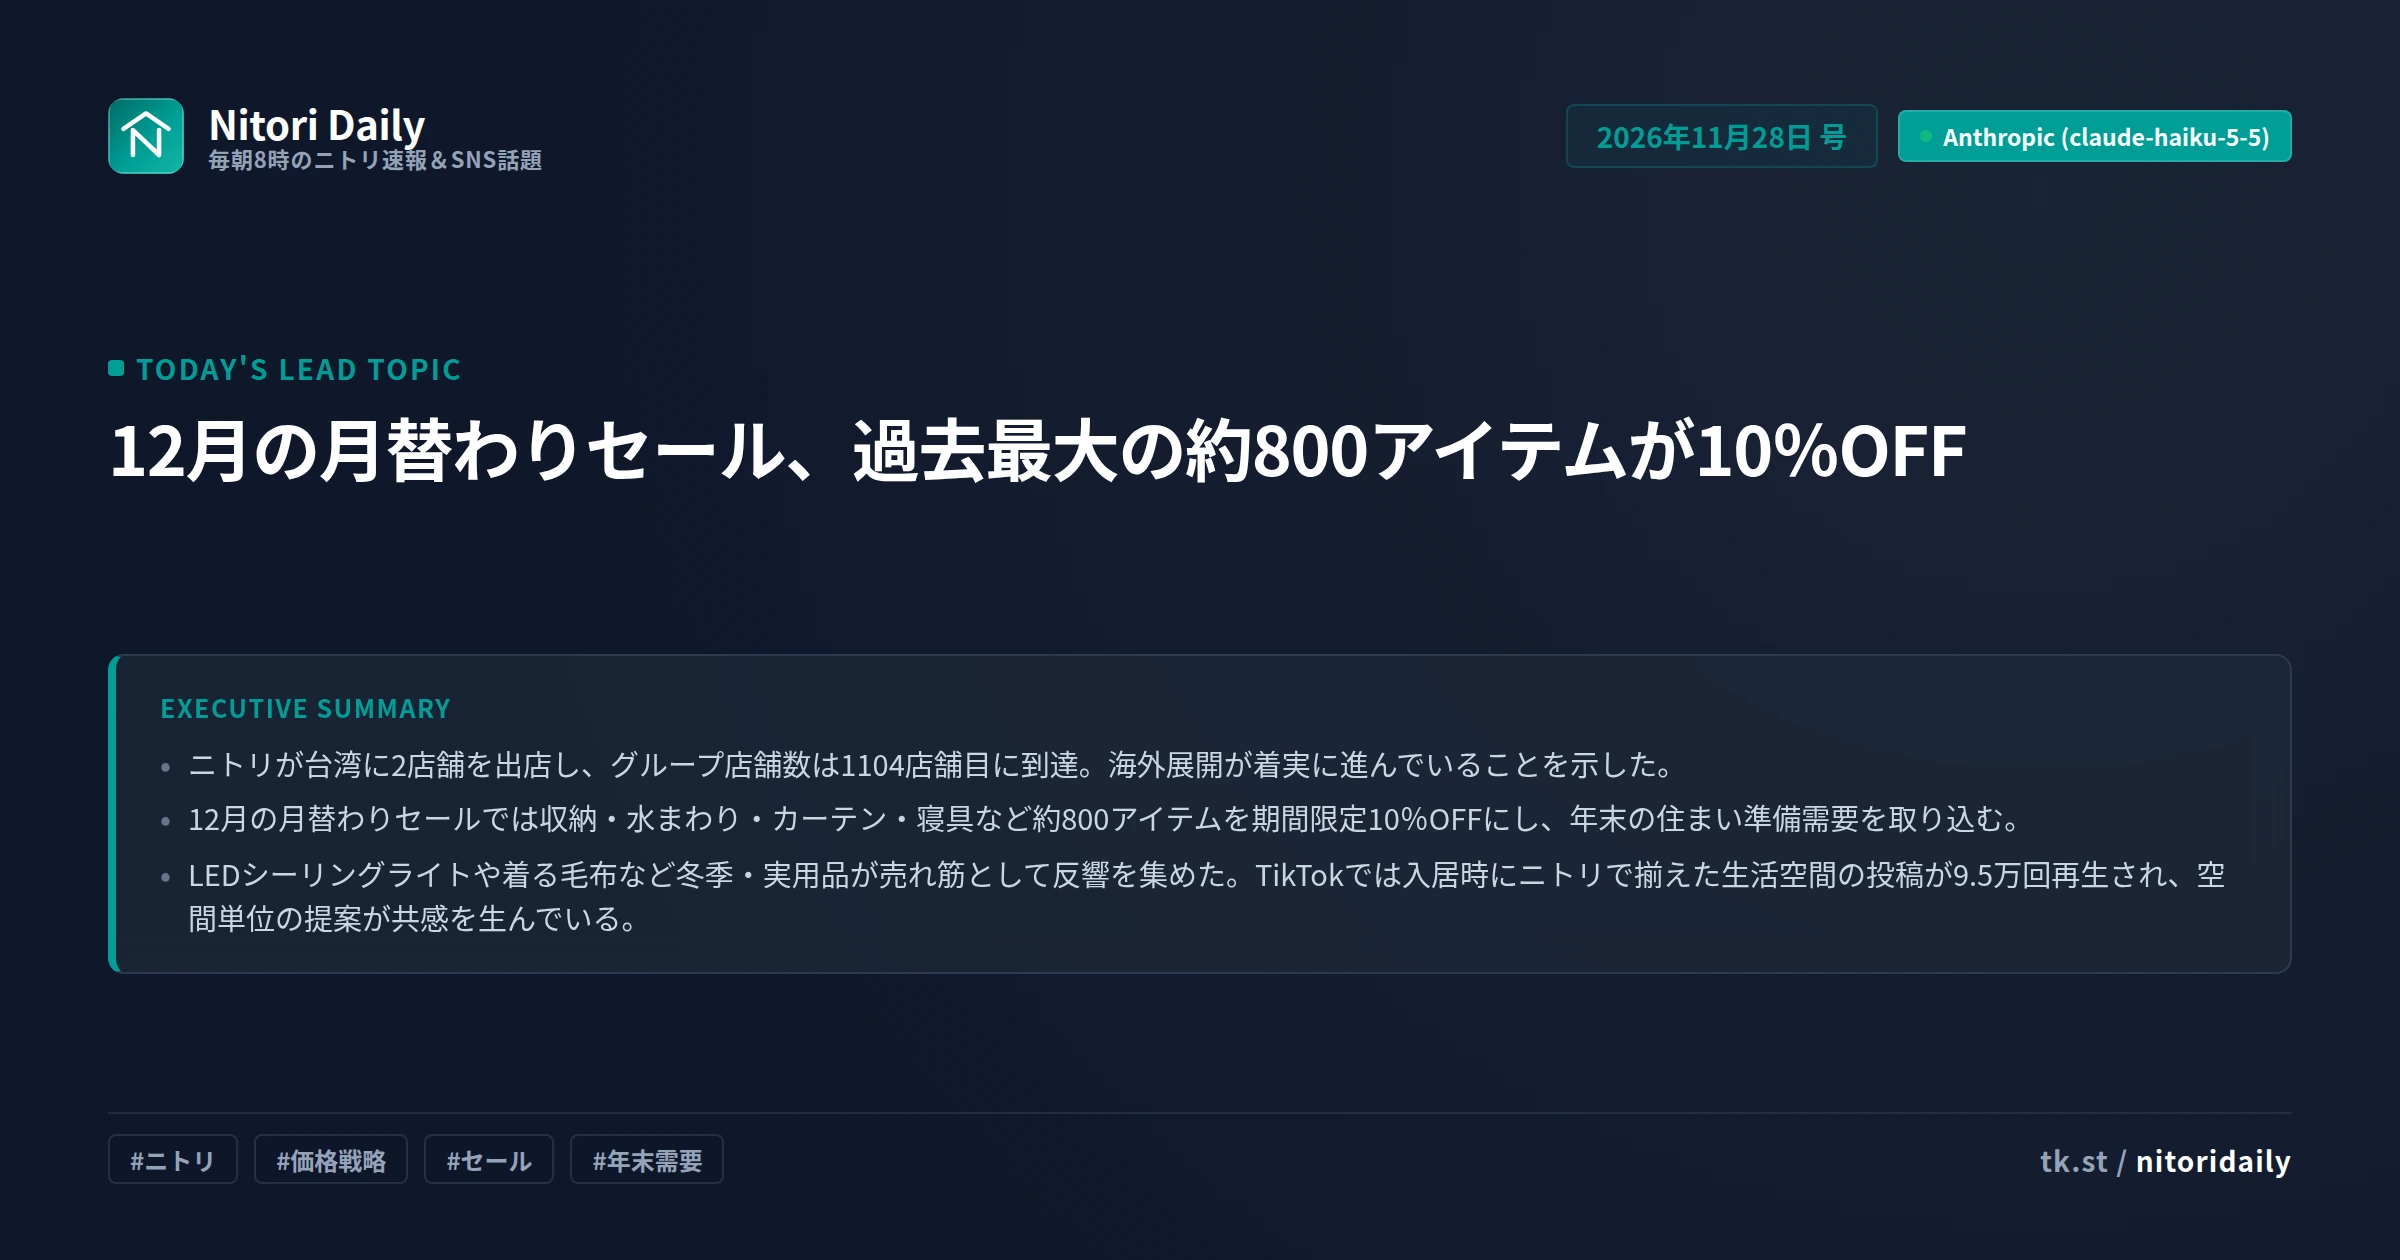 Nitori Daily
毎朝8時のニトリ速報＆SNS話題
2026年11月28日 号
Anthropic (claude-haiku-5-5)
TODAY'S LEAD TOPIC
12月の月替わりセール、過去最大の約800アイテムが10%OFF
EXECUTIVE SUMMARY
• ニトリが台湾に2店舗を出店し、グループ店舗数は1104店舗目に到達。海外展開が着実に進んでいることを示した。
• 12月の月替わりセールでは収納・水まわり・カーテン・寝具など約800アイテムを期間限定10%OFFにし、年末の住まい準備需要を取り込む。
• LEDシーリングライトや着る毛布など冬季・実用品が売れ筋として反響を集めた。TikTokでは入居時にニトリで揃えた生活空間の投稿が9.5万回再生され、空
間単位の提案が共感を生んでいる。
#ニトリ #価格戦略 #セール #年末需要
tk.st / nitoridaily